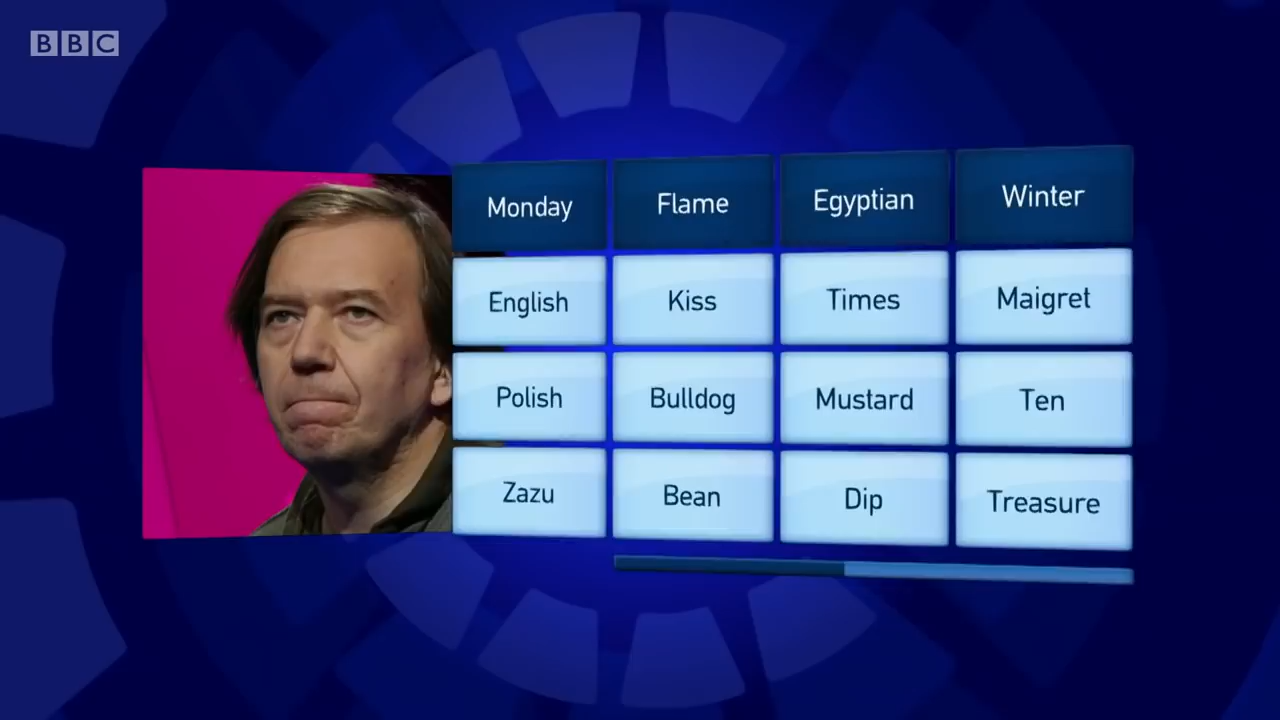 BBC
Monday Flame Egyptian Winter
English Kiss Times Maigret
Polish Bulldog Mustard Ten
Zazu Bean Dip Treasure